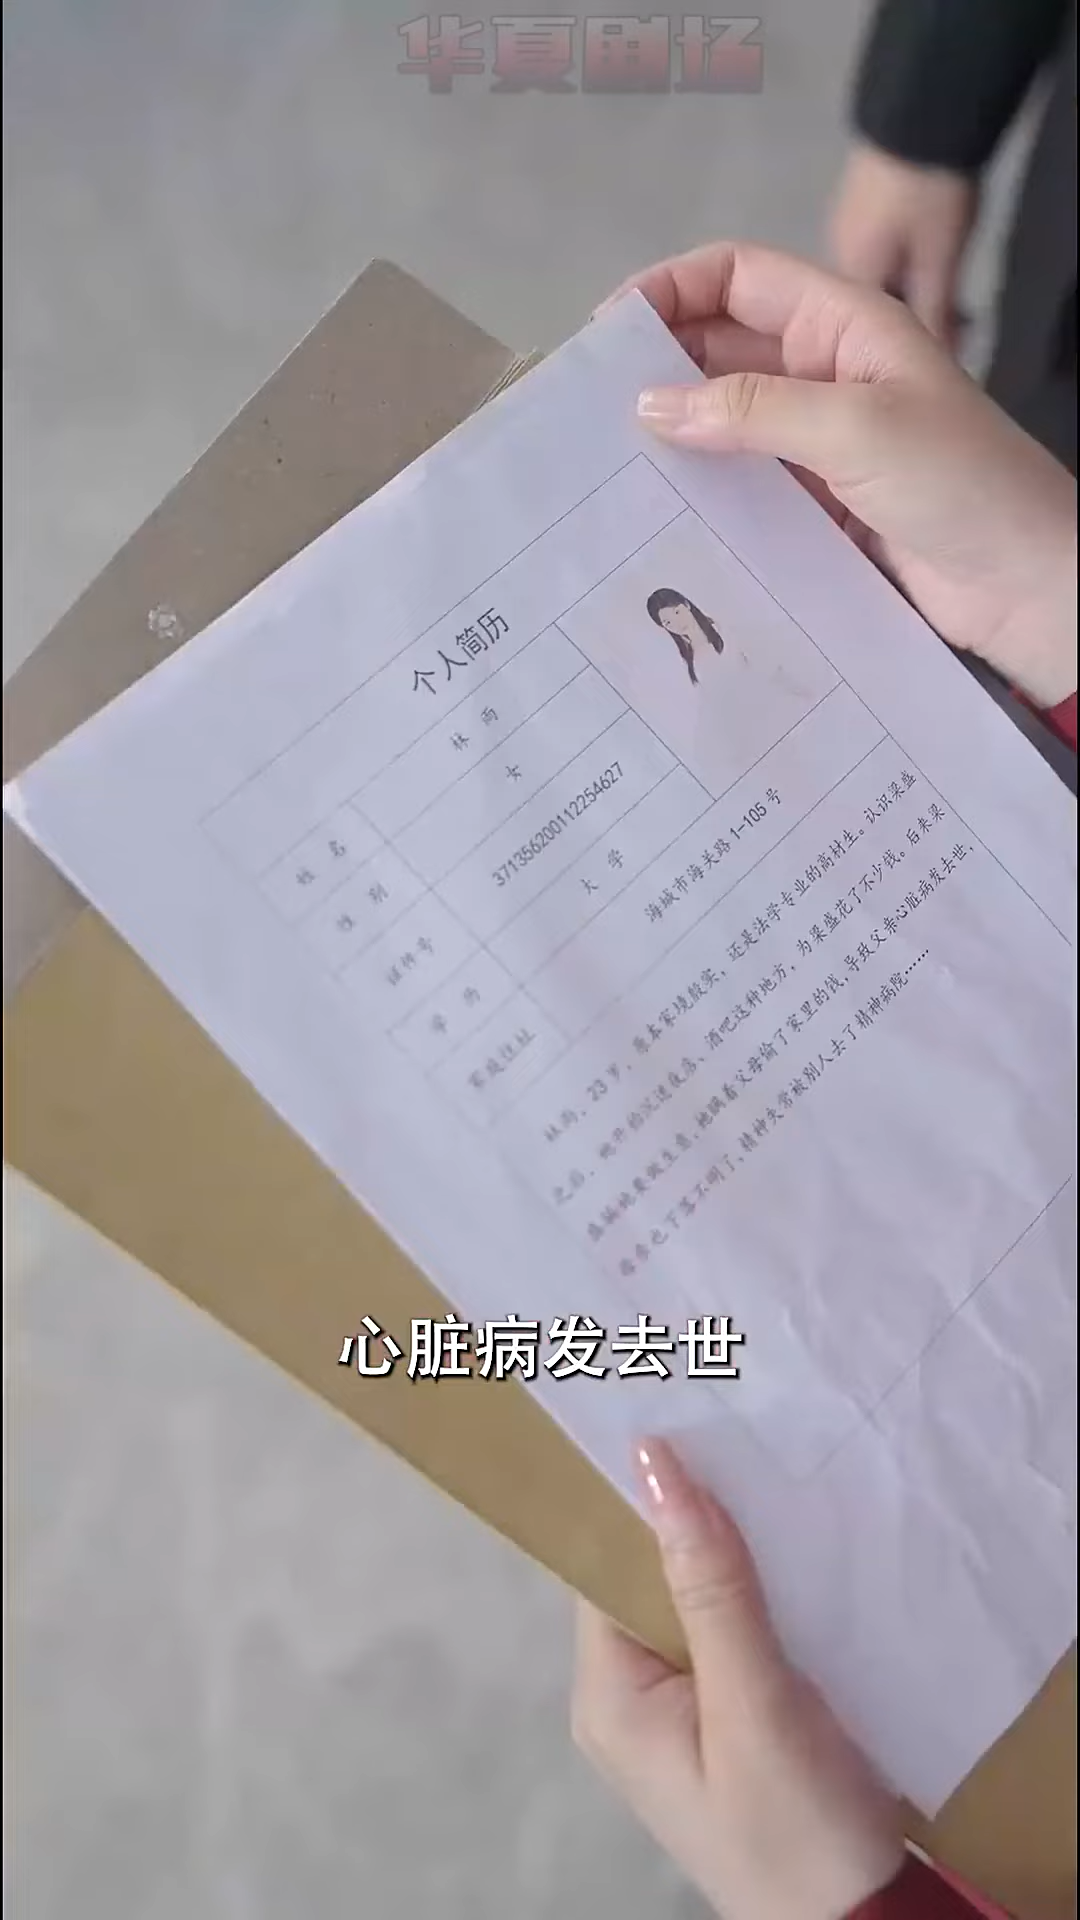 华夏剧场
个人简历
姓 名 林 雨
性 别 女
证件号 371356200112254627
学 历 大 学
家庭住址 海城市海关路1-105号
林雨，23岁，原本家境殷实，还是法学专业的高材生。认识梁盛
之后，她开始沉迷夜店、酒吧这种地方，为梁盛花了不少钱。后来梁
盛骗她要做生意，她瞒着父母偷了家里的钱，导致父亲心脏病发去世，
母亲也下落不明了，精神失常被别人去了精神病院……
心脏病发去世